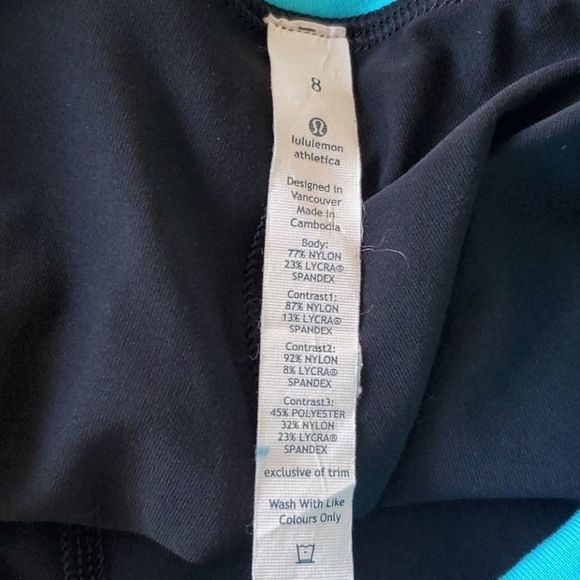 8
lululemon
athletica
Designed in
Vancouver
Made in
Cambodia
Body:
77% NYLON
23% LYCRA®
SPANDEX
Contrast1:
87% NYLON
13% LYCRA®
SPANDEX
Contrast2:
92% NYLON
8% LYCRA®
SPANDEX
Contrast3:
45% POLYESTER
32% NYLON
23% LYCRA®
SPANDEX
exclusive of trim
Wash With Like
Colours Only